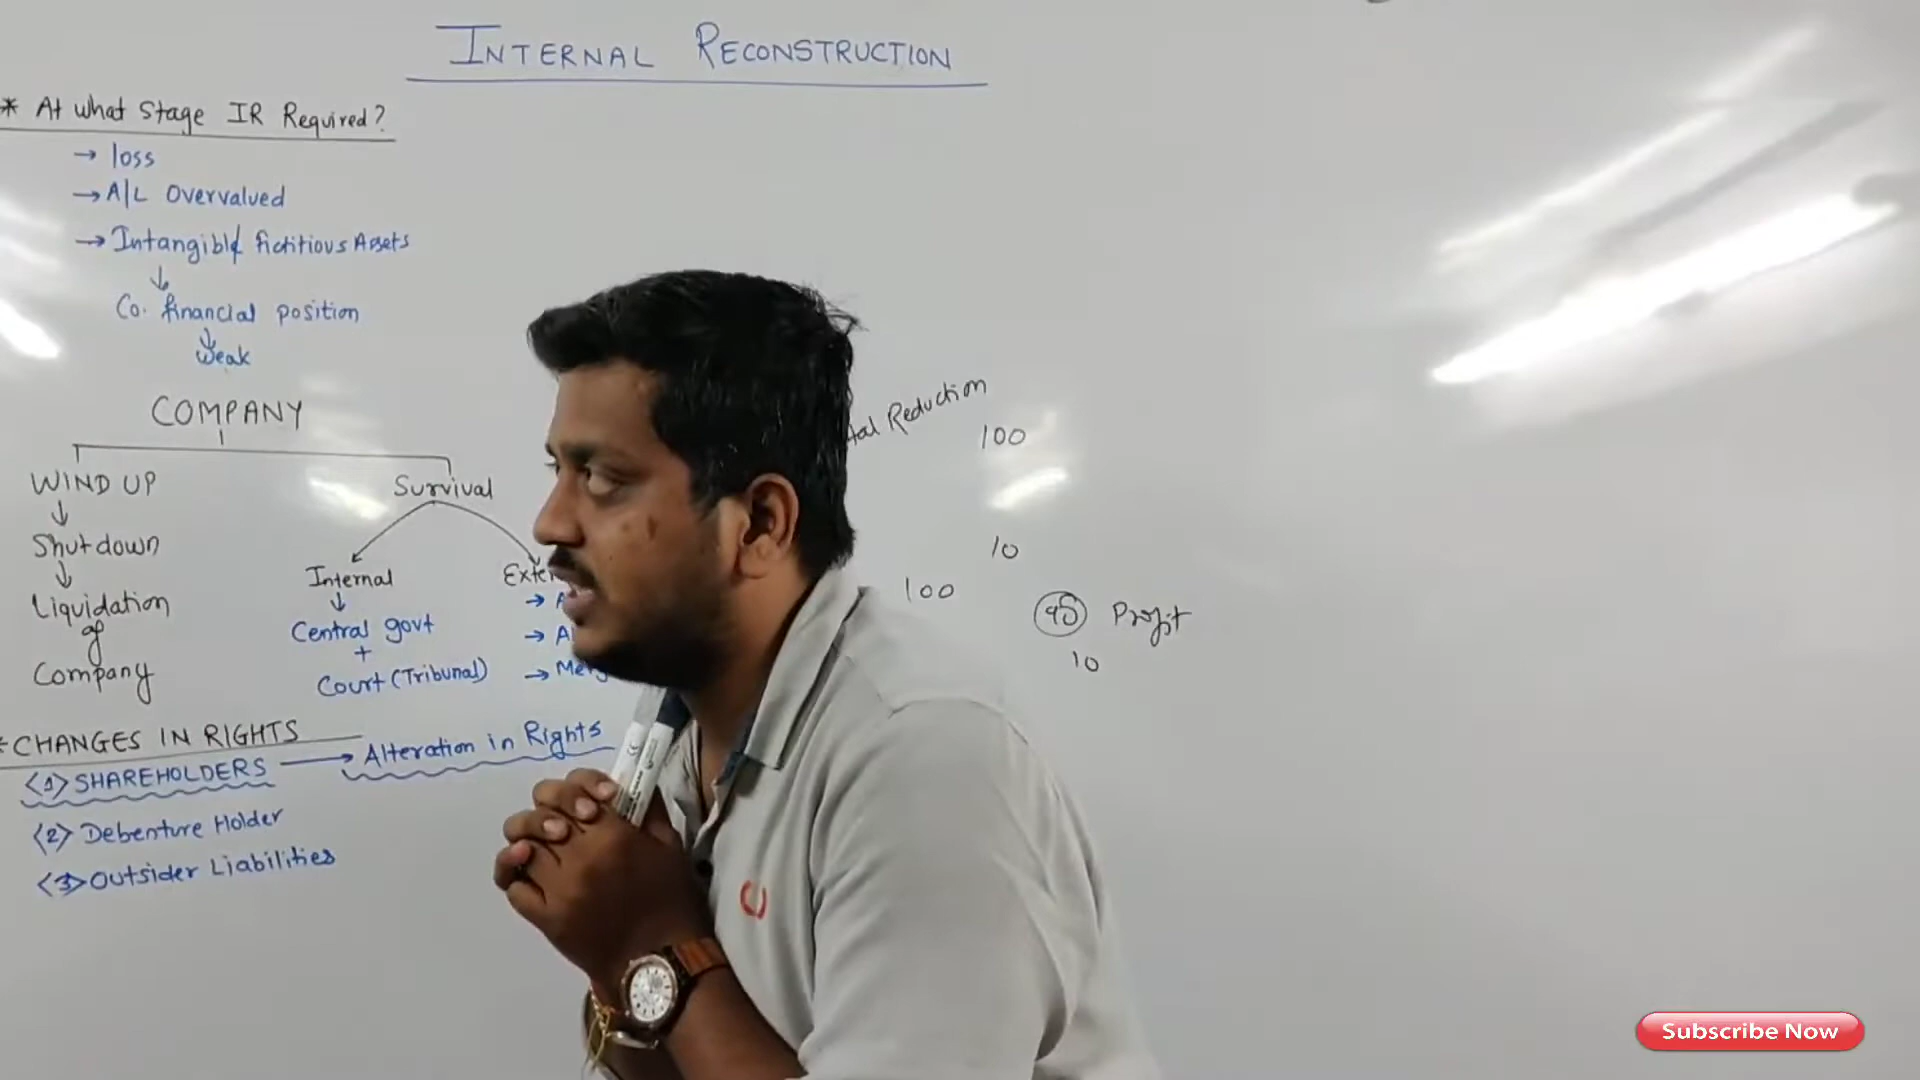 INTERNAL RECONSTRUCTION
* At what Stage IR Required?
→ loss
→ A/L Overvalued
→ Intangible fictitious Assets
↓
Co. financial position
↓
weak
COMPANY
WIND UP
↓
Shutdown
↓
Liquidation
of
Company
Survival
Internal
↓
Central govt
+
Court (Tribunal)
→
→
→
Reduction
100
10
100
Profit
10
* CHANGES IN RIGHTS
<1> SHAREHOLDERS → Alteration in Rights
<2> Debenture Holder
<3> Outsider Liabilities
Subscribe Now